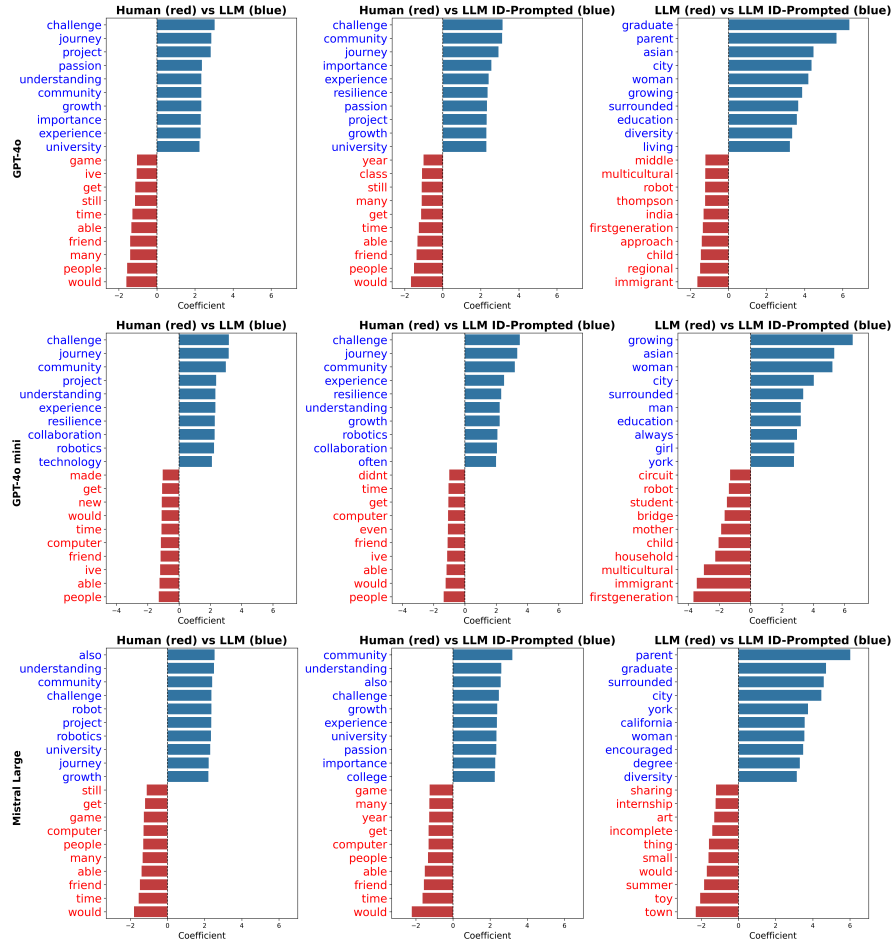 Human (red) vs LLM (blue)
challenge
journey
project
passion
understanding
community
growth
importance
experience
university
game
ive
get
still
time
able
friend
many
people
would
−2 0 2 4 6
Coefficient
GPT-4o
Human (red) vs LLM ID-Prompted (blue)
challenge
community
journey
importance
experience
resilience
passion
project
growth
university
year
class
still
many
get
time
able
friend
people
would
−2 0 2 4 6
Coefficient
LLM (red) vs LLM ID-Prompted (blue)
graduate
parent
asian
city
woman
growing
surrounded
education
diversity
living
middle
multicultural
robot
thompson
india
firstgeneration
approach
child
regional
immigrant
−2 0 2 4 6
Coefficient
Human (red) vs LLM (blue)
challenge
journey
community
project
understanding
experience
resilience
collaboration
robotics
technology
made
get
new
would
time
computer
friend
ive
able
people
−4 −2 0 2 4 6
Coefficient
GPT-4o mini
Human (red) vs LLM ID-Prompted (blue)
challenge
journey
community
experience
resilience
understanding
growth
robotics
collaboration
often
didnt
time
get
computer
even
friend
ive
able
would
people
−4 −2 0 2 4 6
Coefficient
LLM (red) vs LLM ID-Prompted (blue)
growing
asian
woman
city
surrounded
man
education
always
girl
york
circuit
robot
student
bridge
mother
child
household
multicultural
immigrant
firstgeneration
−4 −2 0 2 4 6
Coefficient
Human (red) vs LLM (blue)
also
understanding
community
challenge
robot
project
robotics
university
journey
growth
still
get
game
computer
people
many
able
friend
time
would
−2 0 2 4 6
Coefficient
Mistral Large
Human (red) vs LLM ID-Prompted (blue)
community
understanding
also
challenge
growth
experience
university
passion
importance
college
game
many
year
get
computer
people
able
friend
time
would
−2 0 2 4 6
Coefficient
LLM (red) vs LLM ID-Prompted (blue)
parent
graduate
surrounded
city
york
california
woman
encouraged
degree
diversity
sharing
internship
art
incomplete
thing
small
would
summer
toy
town
−2 0 2 4 6
Coefficient